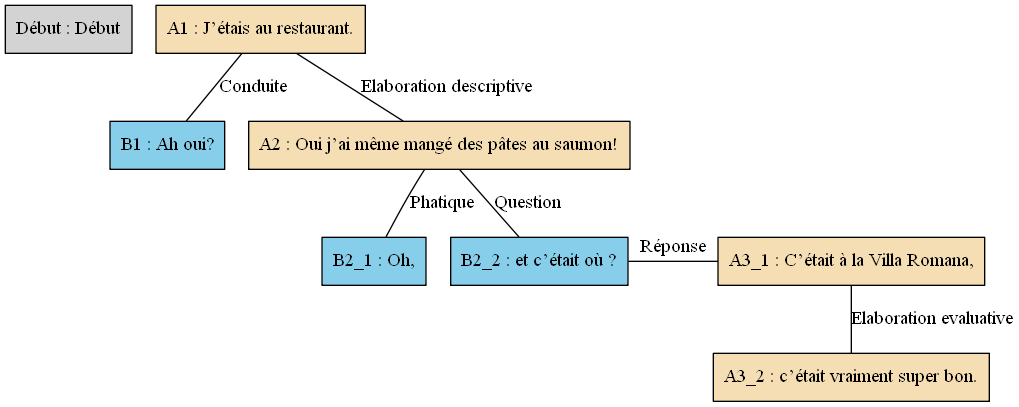 Début : Début
A1 : J’étais au restaurant.
Conduite
Elaboration descriptive
B1 : Ah oui?
A2 : Oui j’ai même mangé des pâtes au saumon!
Phatique
Question
B2_1 : Oh,
B2_2 : et c’était où ?
Réponse
A3_1 : C’était à la Villa Romana,
Elaboration evaluative
A3_2 : c’était vraiment super bon.